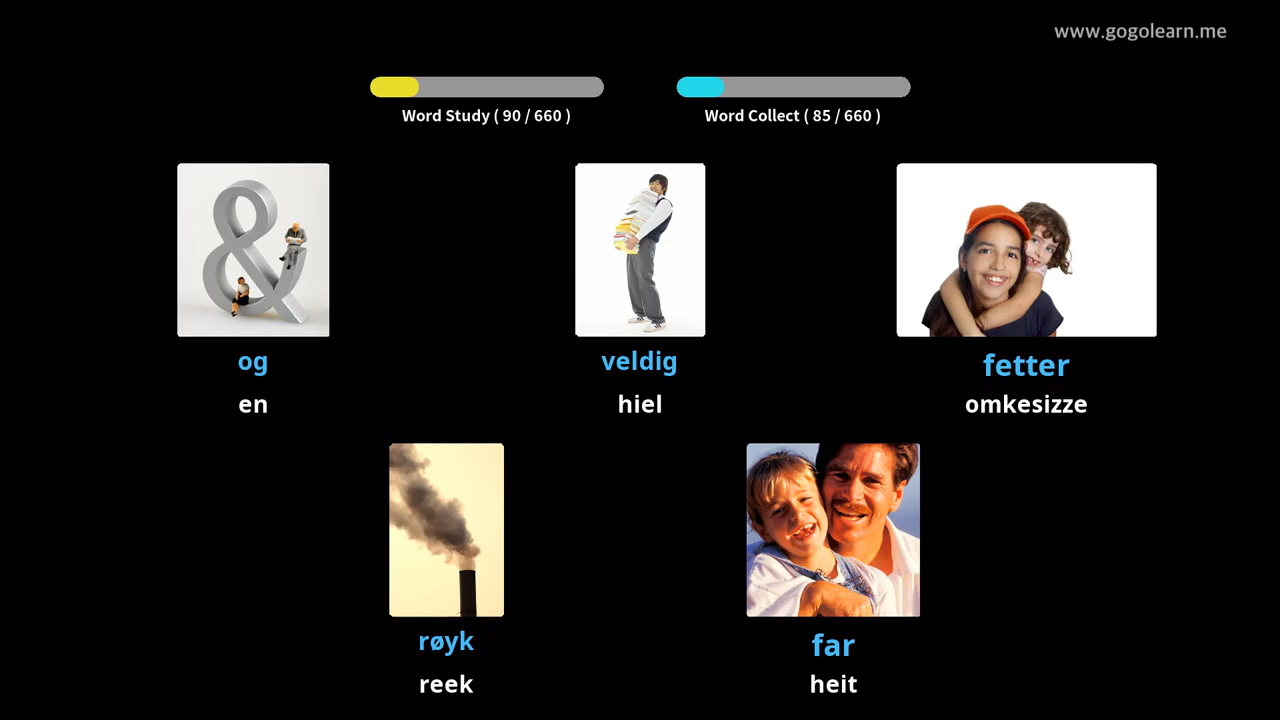 www.gogolearn.me
Word Study ( 90 / 660 )
Word Collect ( 85 / 660 )
&
og
veldig
fetter
en
hiel
omkesizze
røyk
far
reek
heit